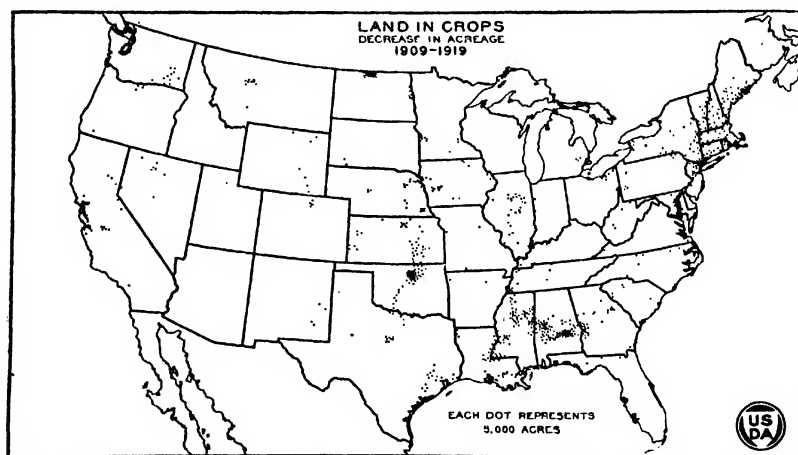 LAND IN CROPS
DECREASE IN ACREAGE
1909-1919
EACH DOT REPRESENTS
5,000 ACRES
US
DA